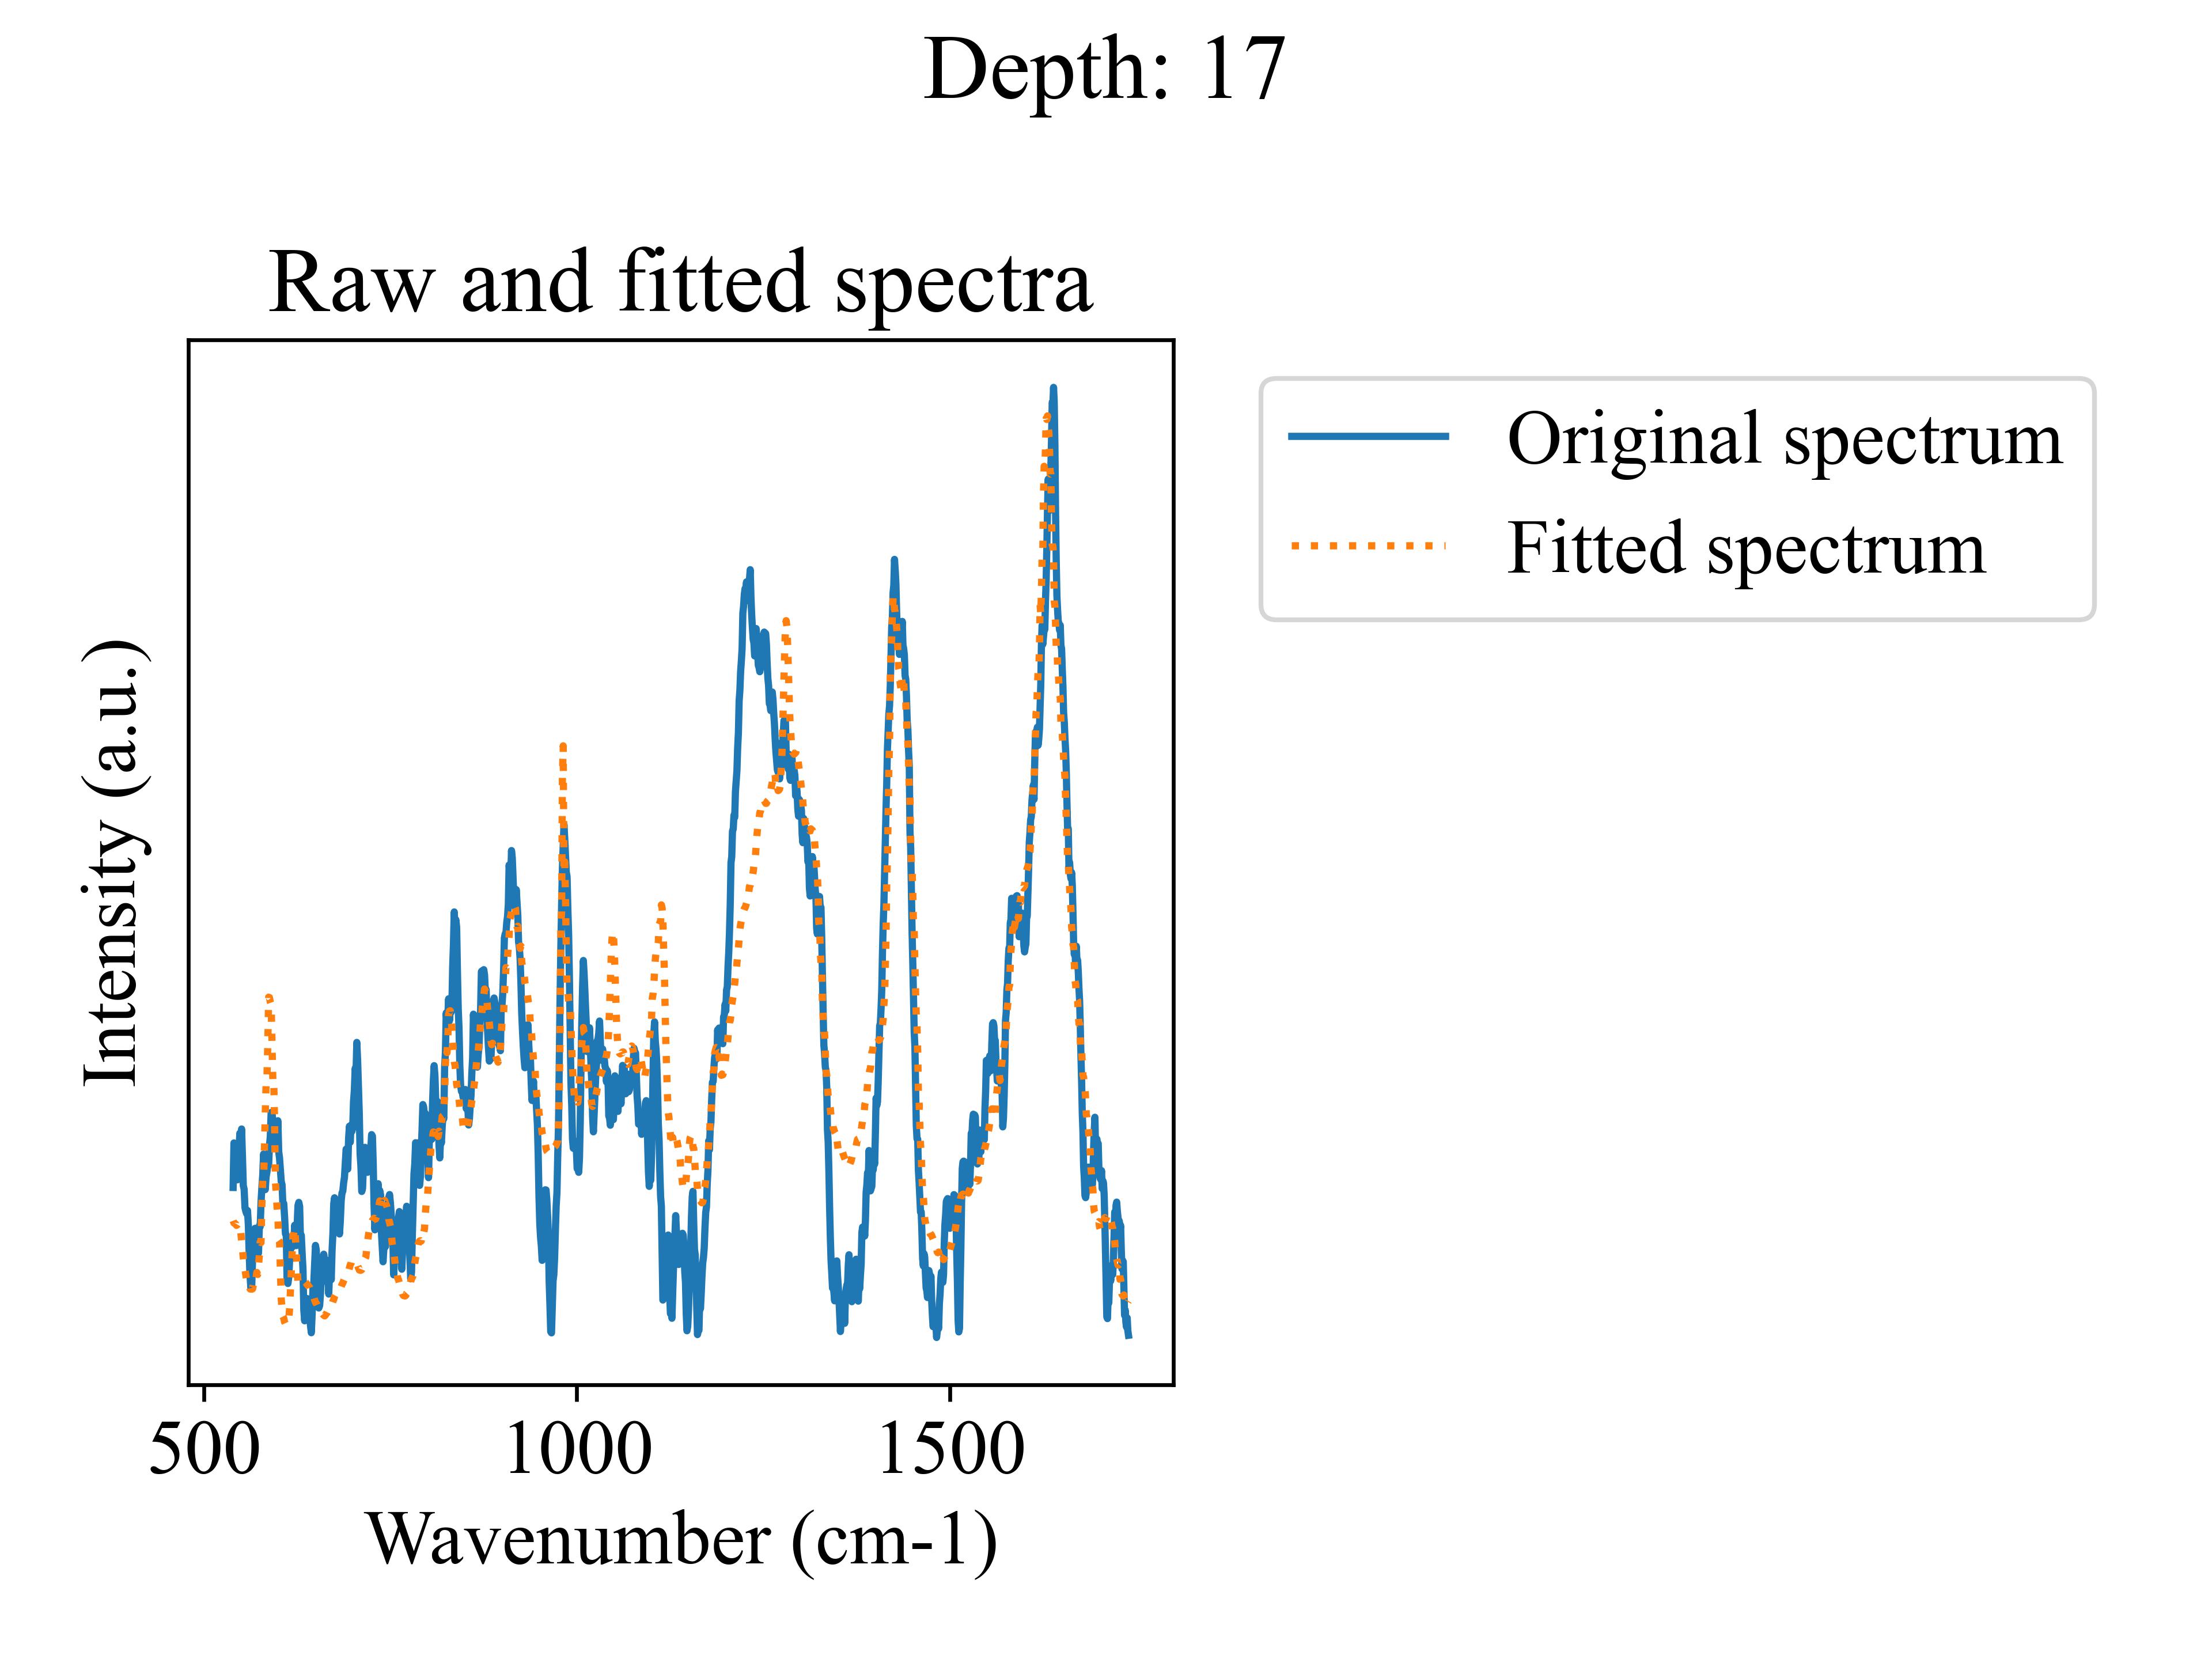 Depth: 17
Raw and fitted spectra
Original spectrum
Fitted spectrum
Intensity (a.u.)
500 1000 1500
Wavenumber (cm-1)